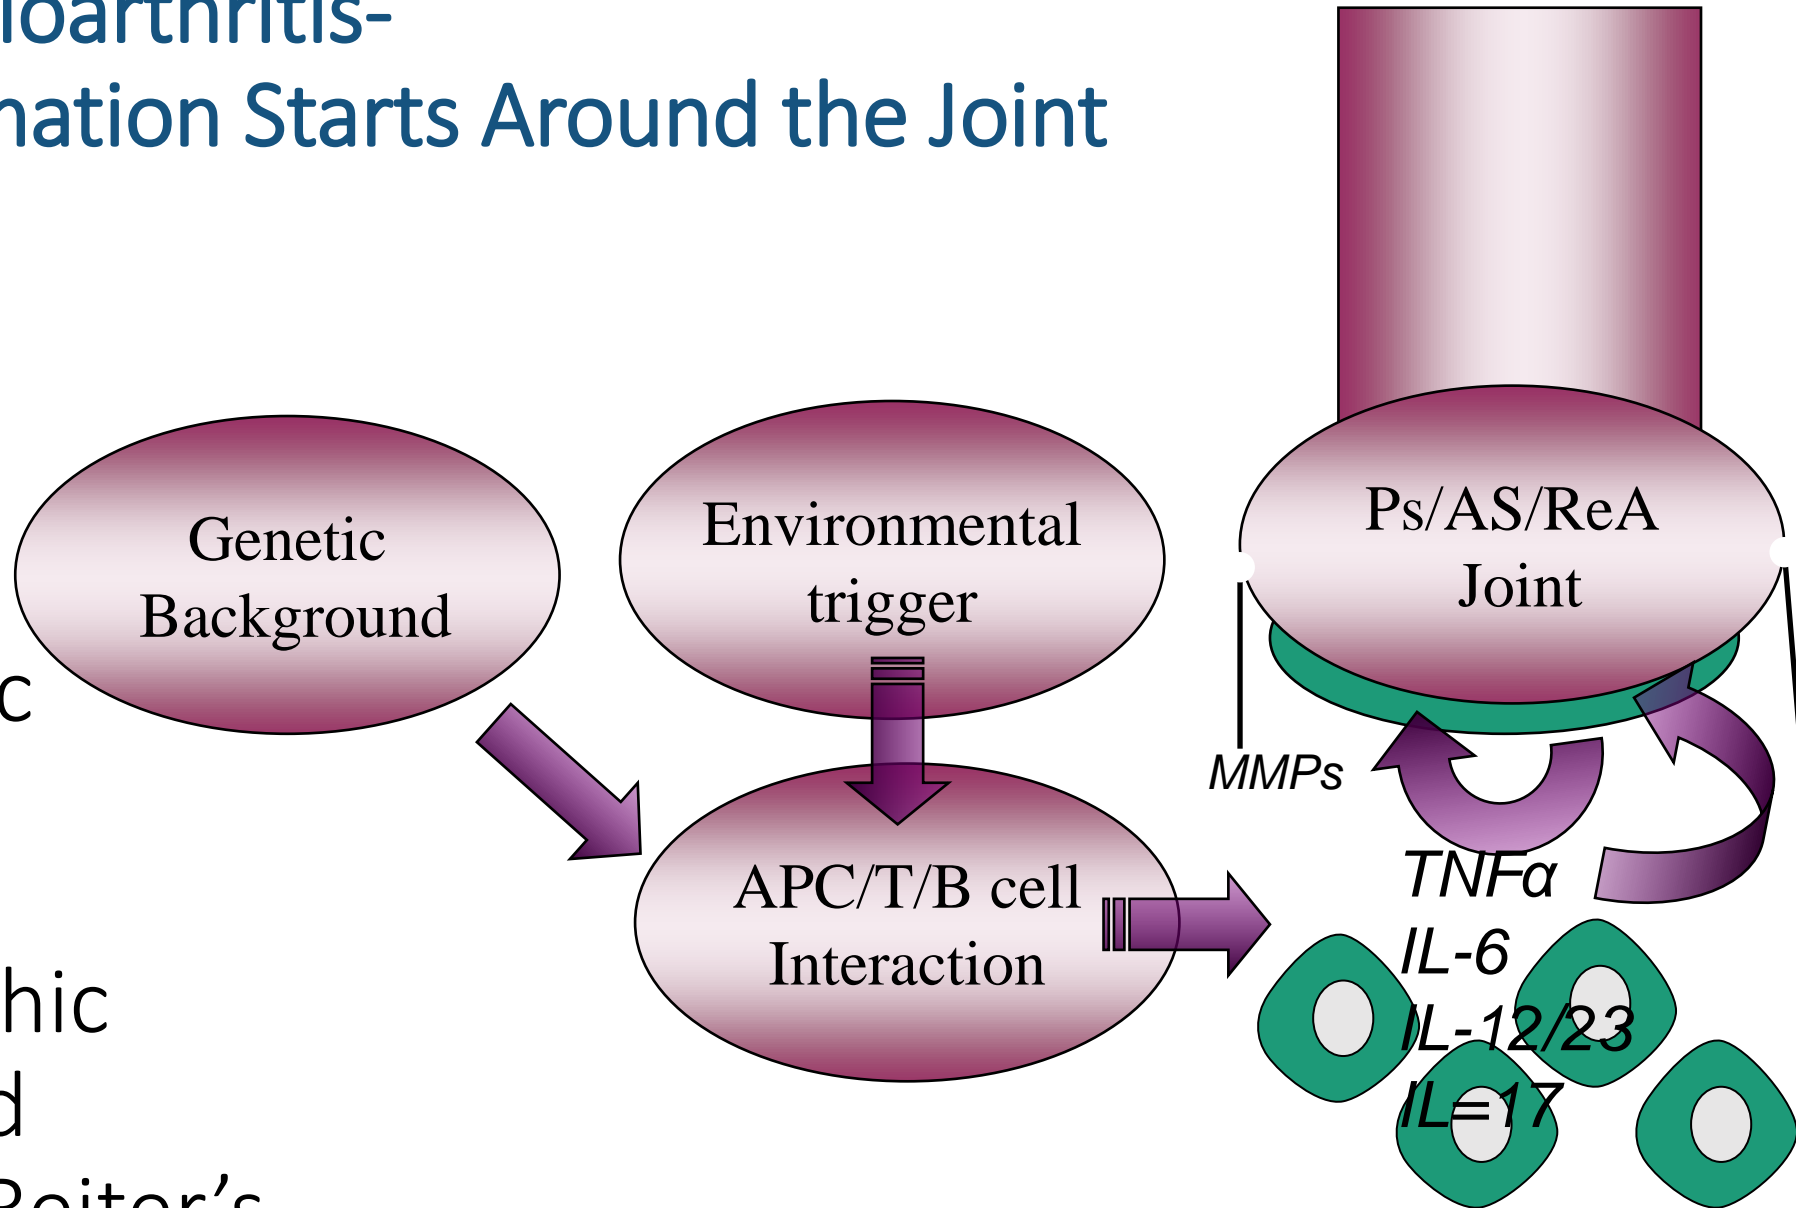 loarthritis-
nation Starts Around the Joint
Genetic
Background
Environmental
trigger
Ps/AS/ReA
Joint
c
MMPs
APC/T/B cell
Interaction
TNFα
IL-6
IL-12/23
IL=17
hic
d
Reiter’s